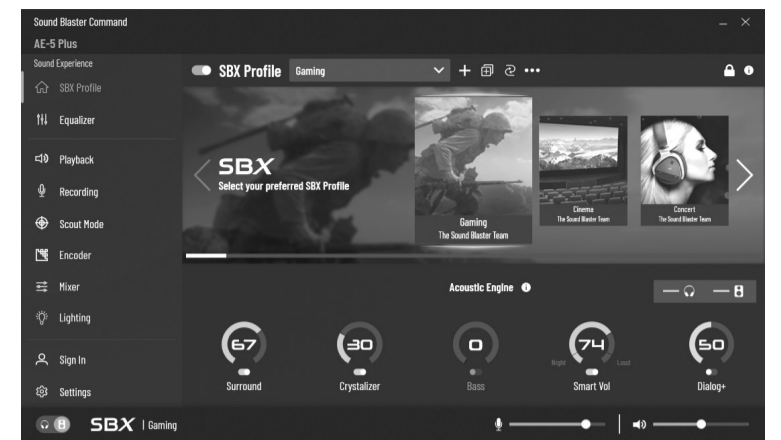 Sound Blaster Command
AE-5 Plus
Sound Experience
SBX Profile
Equalizer
Playback
Recording
Scout Mode
Encoder
Mixer
Lighting
Sign In
Settings
SBX Profile Gaming
SBX
Select your preferred SBX Profile
Gaming
The Sound Blaster Team
Cinema
The Sound Blaster Team
Concert
The Sound Blaster Team
Acoustic Engine
67 30 0 74 50
Night Loud
Surround Crystalizer Bass Smart Vol Dialog+
SBX | Gaming